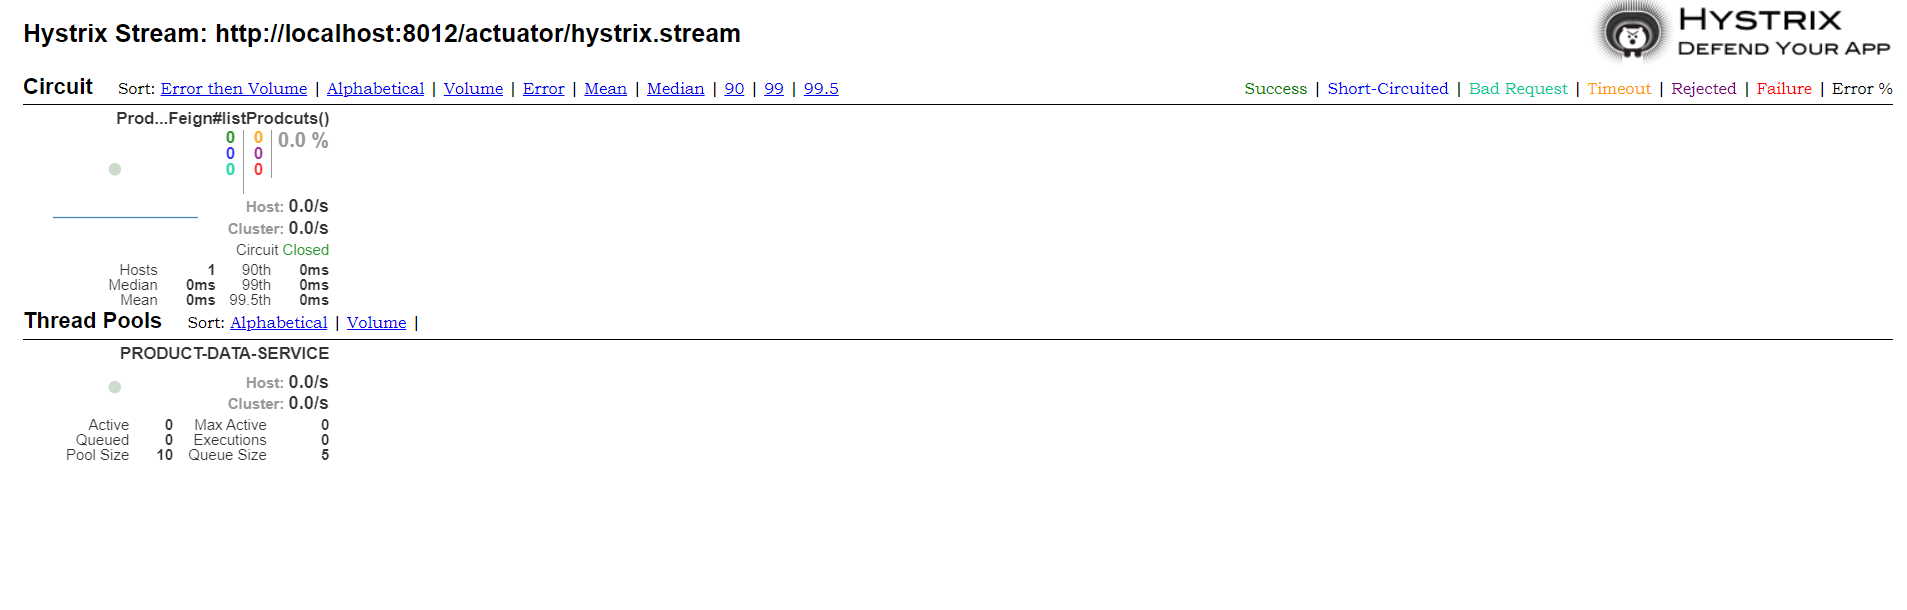 Hystrix Stream: http://localhost:8012/actuator/hystrix.stream
HYSTRIX
DEFEND YOUR APP
Circuit Sort: Error then Volume | Alphabetical | Volume | Error | Mean | Median | 90 | 99 | 99.5
Success | Short-Circuited | Bad Request | Timeout | Rejected | Failure | Error %
Prod...Feign#listProdcuts()
0 0 0.0 %
0 0
0 0
Host: 0.0/s
Cluster: 0.0/s
Circuit Closed
Hosts 1 90th 0ms
Median 0ms 99th 0ms
Mean 0ms 99.5th 0ms
Thread Pools Sort: Alphabetical | Volume |
PRODUCT-DATA-SERVICE
Host: 0.0/s
Cluster: 0.0/s
Active 0 Max Active 0
Queued 0 Executions 0
Pool Size 10 Queue Size 5